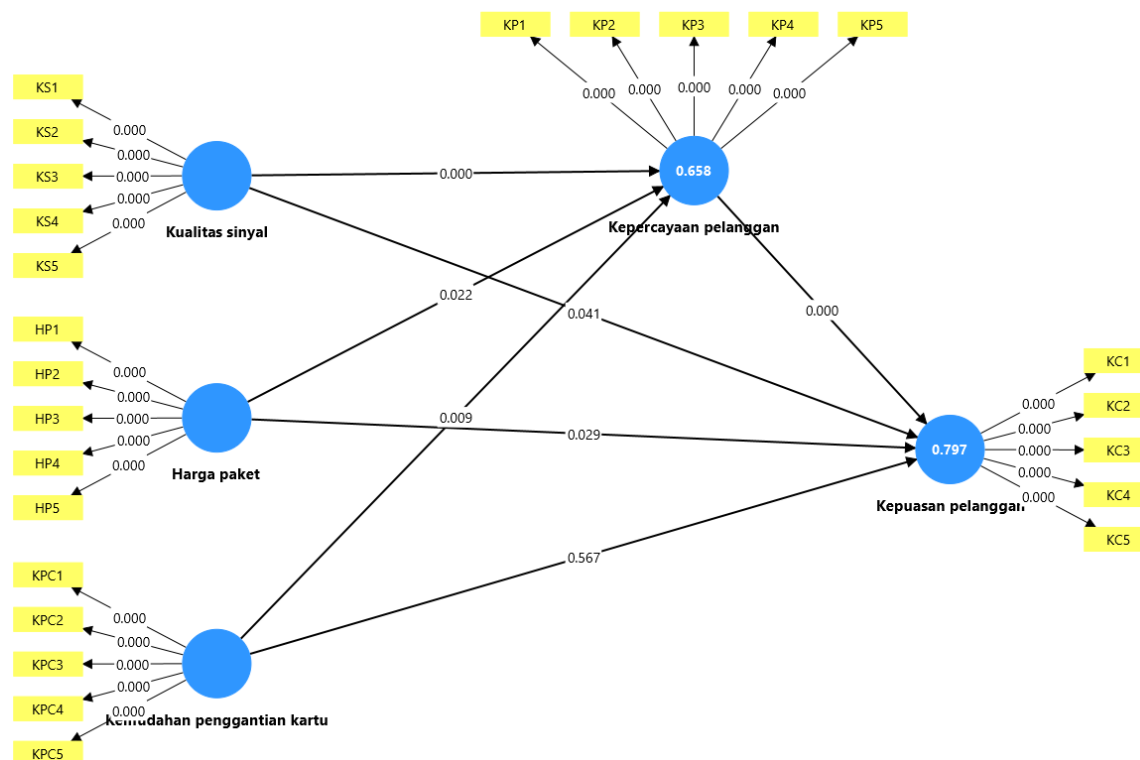 KP1
KP2
KP3
KP4
KP5
0.000
0.000
0.000
0.000
0.000
KS1
KS2
KS3
KS4
KS5
0.000
0.000
0.000
0.000
0.000
Kualitas sinyal
0.000
0.658
Kepercayaan pelanggan
0.022
0.041
0.000
HP1
HP2
HP3
HP4
HP5
0.000
0.000
0.000
0.000
0.000
Harga paket
0.009
0.029
0.797
Kepuasan pelanggan
KC1
KC2
KC3
KC4
KC5
0.000
0.000
0.000
0.000
0.000
0.567
KPC1
KPC2
KPC3
KPC4
KPC5
0.000
0.000
0.000
0.000
0.000
Kemudahan penggantian kartu